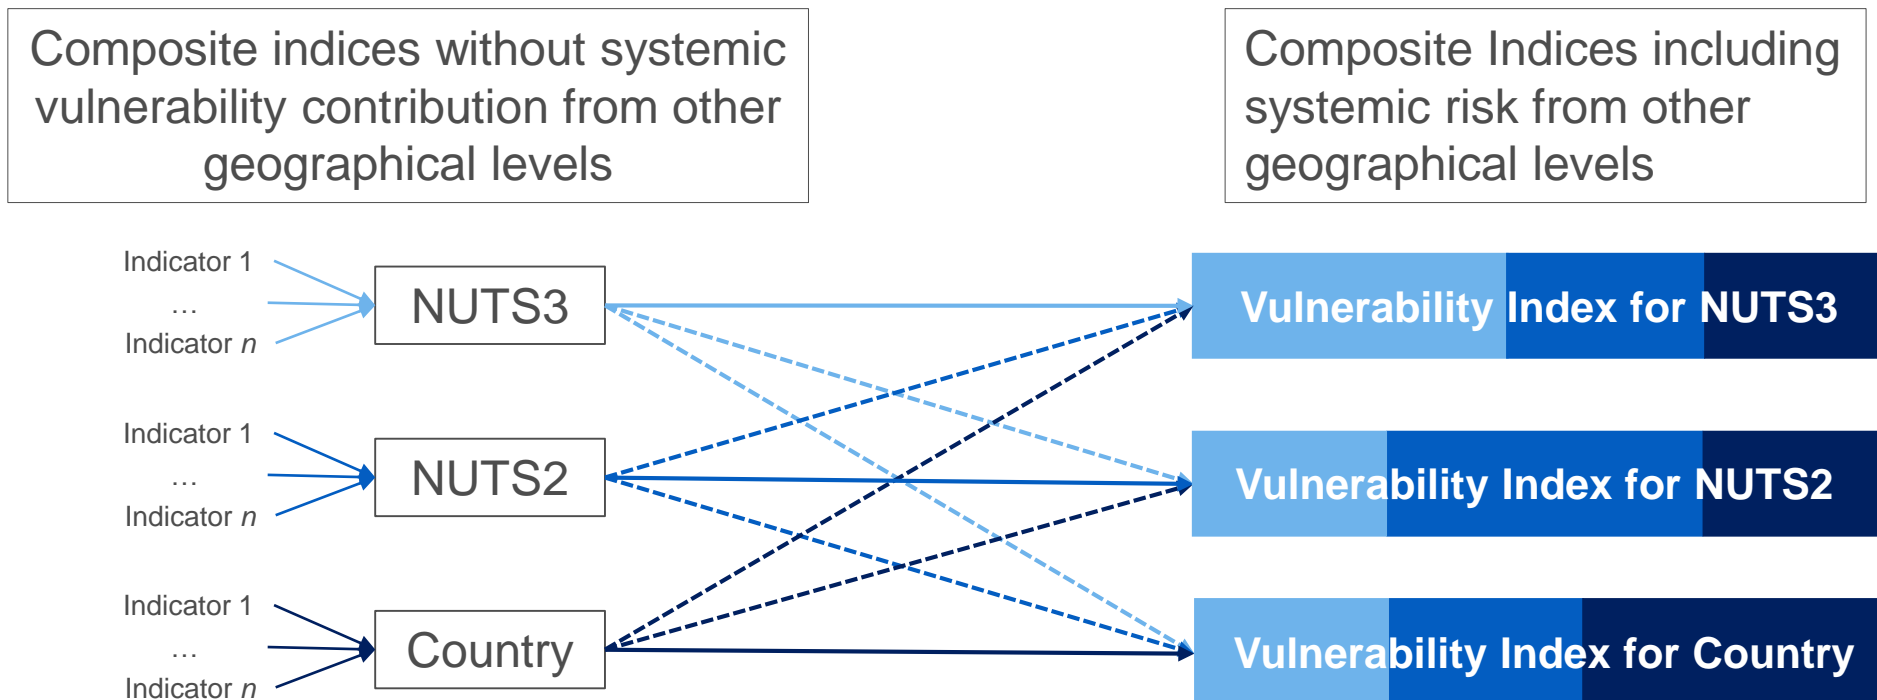 Composite indices without systemic
vulnerability contribution from other
geographical levels
Composite Indices including
systemic risk from other
geographical levels
Indicator 1
...
Indicator n
NUTS3
Vulnerability Index for NUTS3
Indicator 1
...
Indicator n
NUTS2
Vulnerability Index for NUTS2
Indicator 1
...
Indicator n
Country
Vulnerability Index for Country